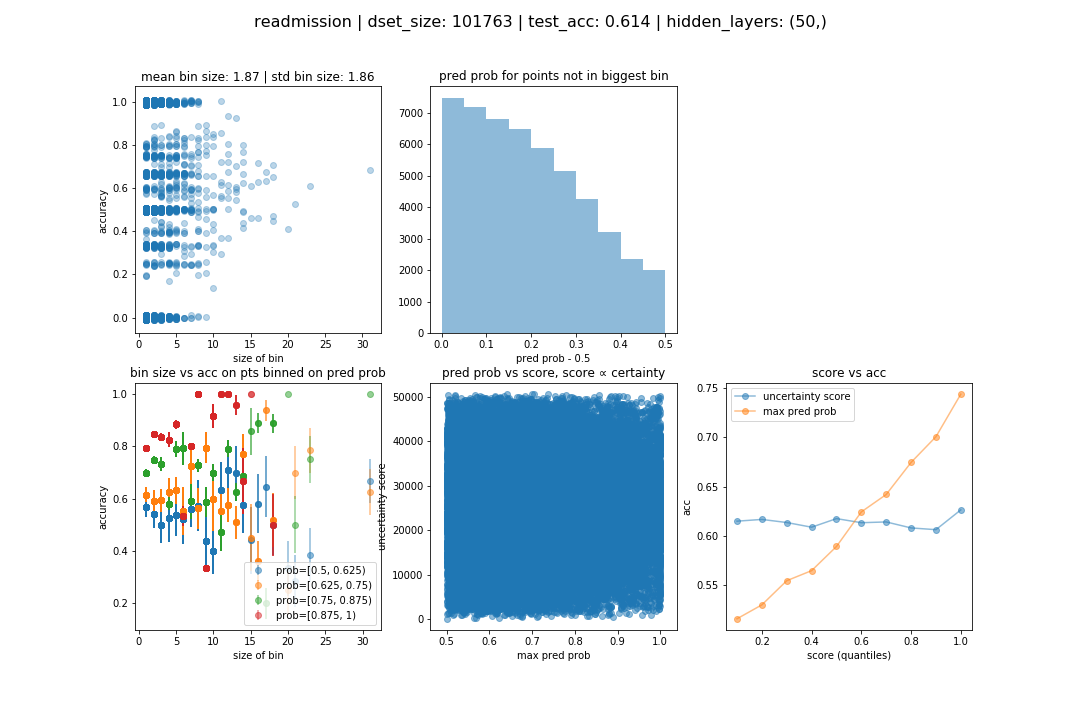 readmission | dset_size: 101763 | test_acc: 0.614 | hidden_layers: (50,)
mean bin size: 1.87 | std bin size: 1.86
accuracy
1.0
0.8
0.6
0.4
0.2
0.0
0 5 10 15 20 25 30
size of bin
pred prob for points not in biggest bin
7000
6000
5000
4000
3000
2000
1000
0
0.0 0.1 0.2 0.3 0.4 0.5
pred prob - 0.5
bin size vs acc on pts binned on pred prob
accuracy
1.0
0.8
0.6
0.4
0.2
prob=[0.5, 0.625)
prob=[0.625, 0.75)
prob=[0.75, 0.875)
prob=[0.875, 1)
0 5 10 15 20 25 30
size of bin
pred prob vs score, score ∝ certainty
uncertainty score
50000
40000
30000
20000
10000
0
0.5 0.6 0.7 0.8 0.9 1.0
max pred prob
score vs acc
acc
0.75
0.70
0.65
0.60
0.55
uncertainty score
max pred prob
0.2 0.4 0.6 0.8 1.0
score (quantiles)